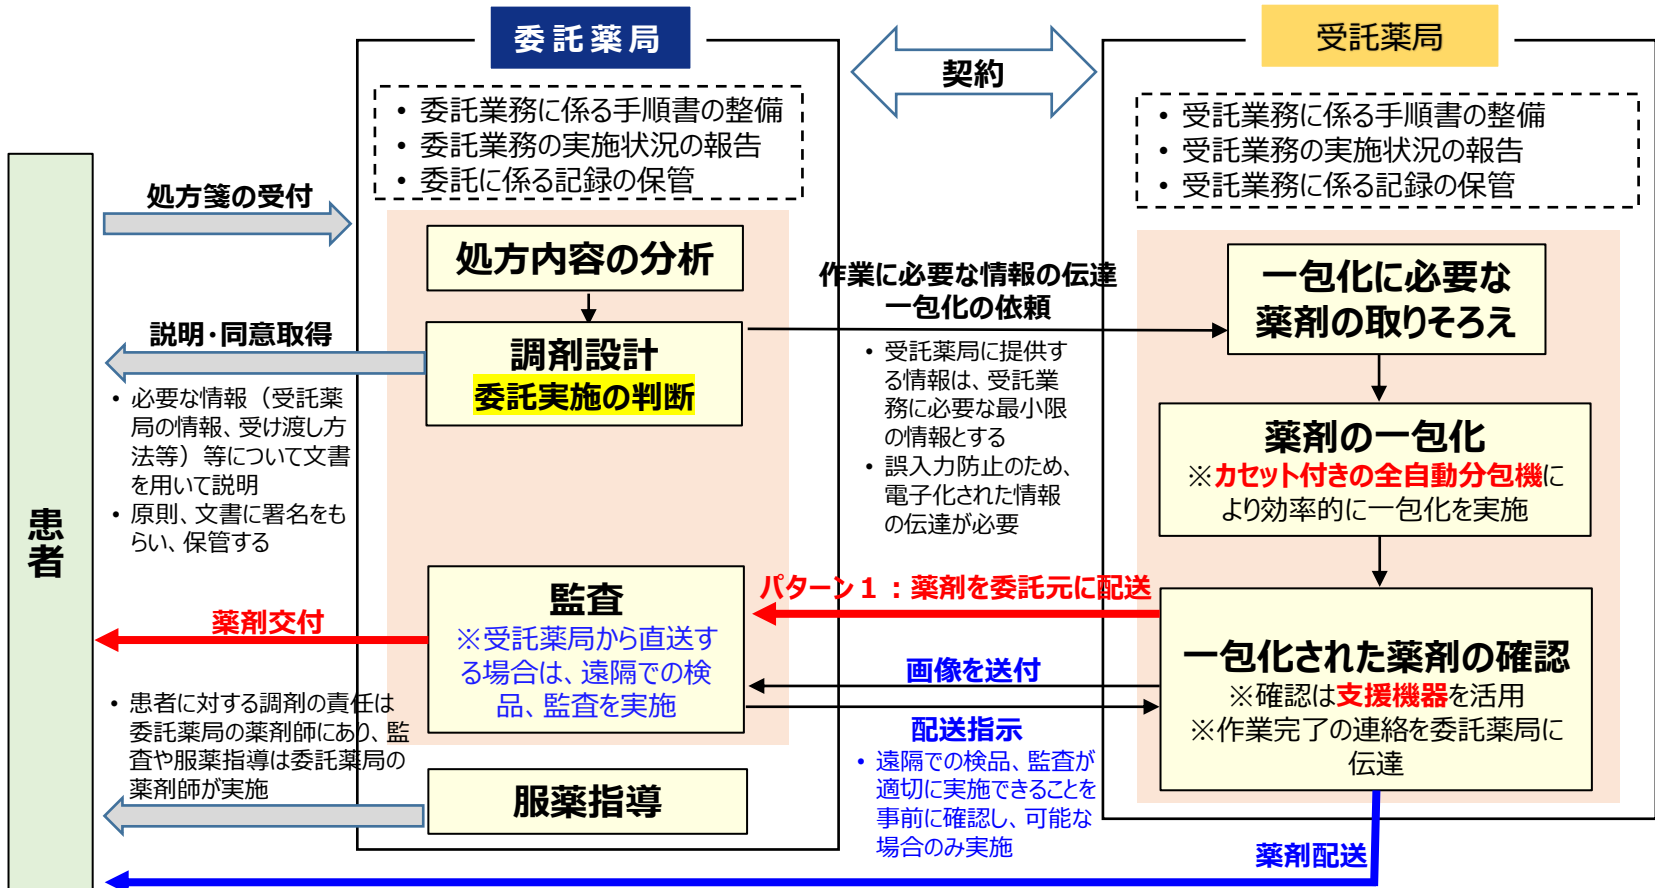 委託薬局
契約
受託薬局
• 委託業務に係る手順書の整備
• 委託業務の実施状況の報告
• 委託に係る記録の保管
• 受託業務に係る手順書の整備
• 受託業務の実施状況の報告
• 受託業務に係る記録の保管
患者
処方箋の受付
処方内容の分析
作業に必要な情報の伝達
一包化の依頼
一包化に必要な
薬剤の取りそろえ
説明・同意取得
調剤設計
委託実施の判断
• 必要な情報（受託薬
局の情報、受け渡し方
法等）等について文書
を用いて説明
• 原則、文書に署名をも
らい、保管する
• 受託薬局に提供す
る情報は、受託業
務に必要な最小限
の情報とする
• 誤入力防止のため、
電子化された情報
の伝達が必要
薬剤の一包化
※カセット付きの全自動分包機に
より効率的に一包化を実施
薬剤交付
監査
※受託薬局から直送す
る場合は、遠隔での検
品、監査を実施
パターン１：薬剤を委託元に配送
画像を送付
配送指示
• 遠隔での検品、監査が
適切に実施できることを
事前に確認し、可能な
場合のみ実施
一包化された薬剤の確認
※確認は支援機器を活用
※作業完了の連絡を委託薬局に
伝達
• 患者に対する調剤の責任は
委託薬局の薬剤師にあり、監
査や服薬指導は委託薬局の
薬剤師が実施
服薬指導
薬剤配送